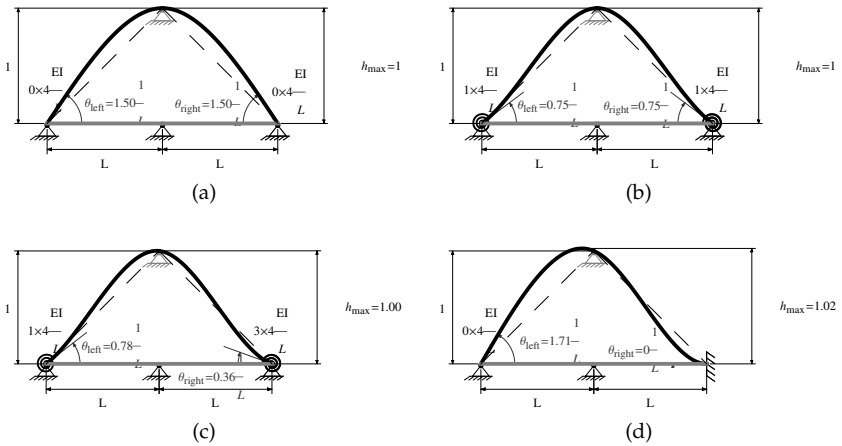 1
EI
0×4—
L
θleft=1.50—
1
L
θright=1.50—
1
L
EI
0×4—
L
hmax=1
L
L
(a)
1
EI
1×4—
L
θleft=0.75—
1
L
θright=0.75—
1
L
EI
1×4—
L
hmax=1
L
L
(b)
1
EI
1×4—
L
θleft=0.78—
1
L
θright=0.36—
1
L
EI
3×4—
L
hmax=1.00
L
L
(c)
1
EI
0×4—
L
θleft=1.71—
1
L
θright=0—
1
L
hmax=1.02
L
L
(d)